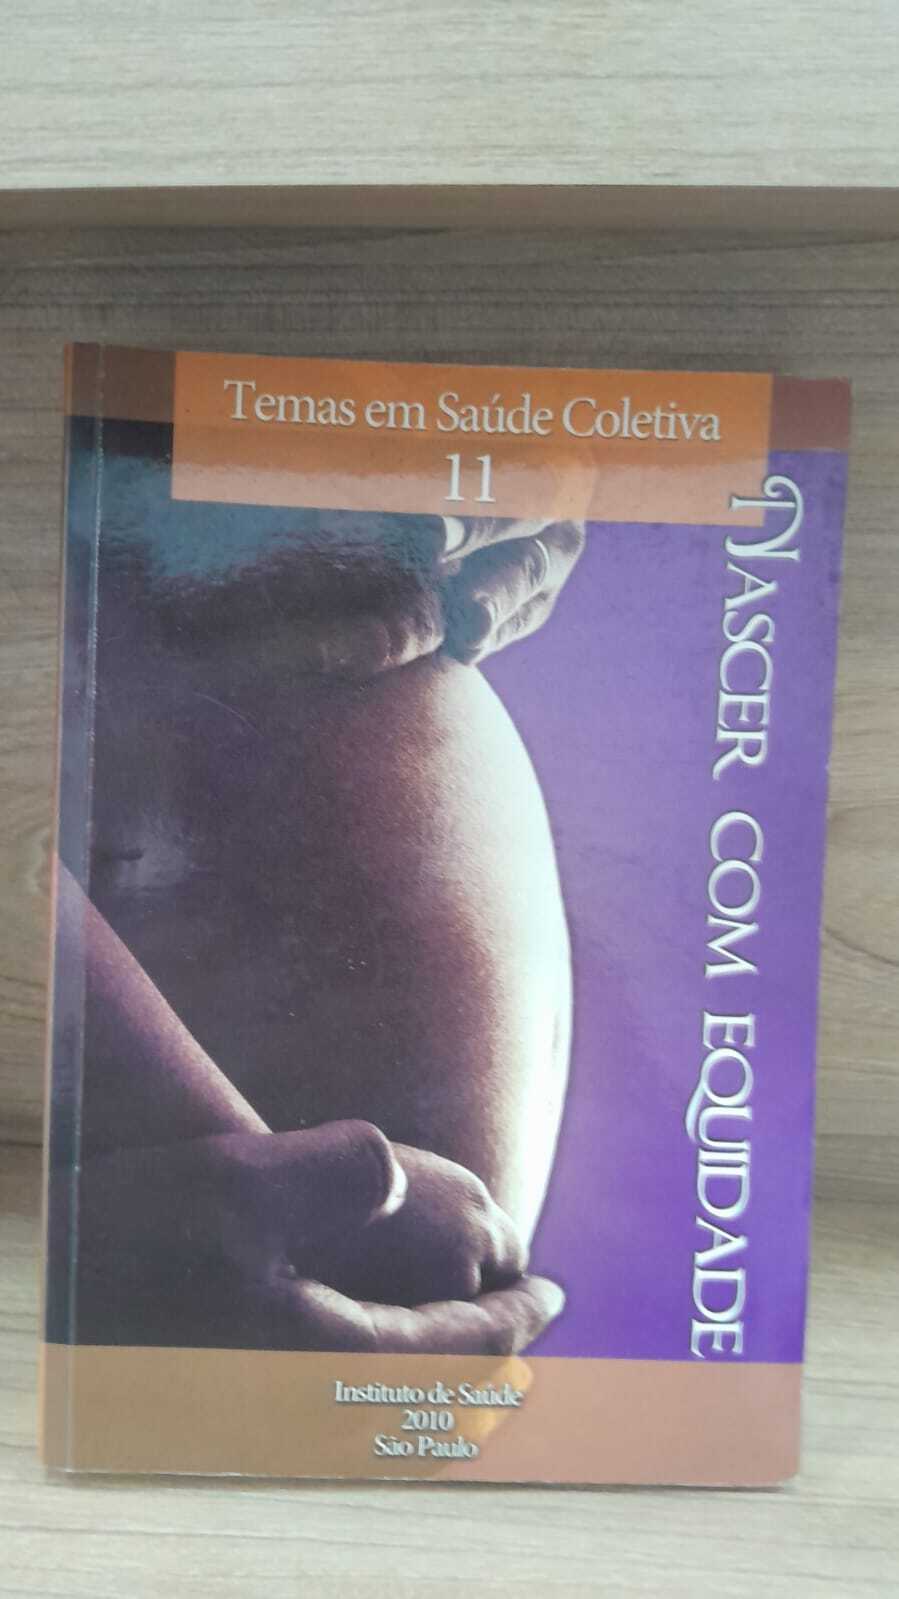 Temas em Saúde Coletiva
11
NASCER COM EQUIDADE
Instituto de Saúde
2010
São Paulo